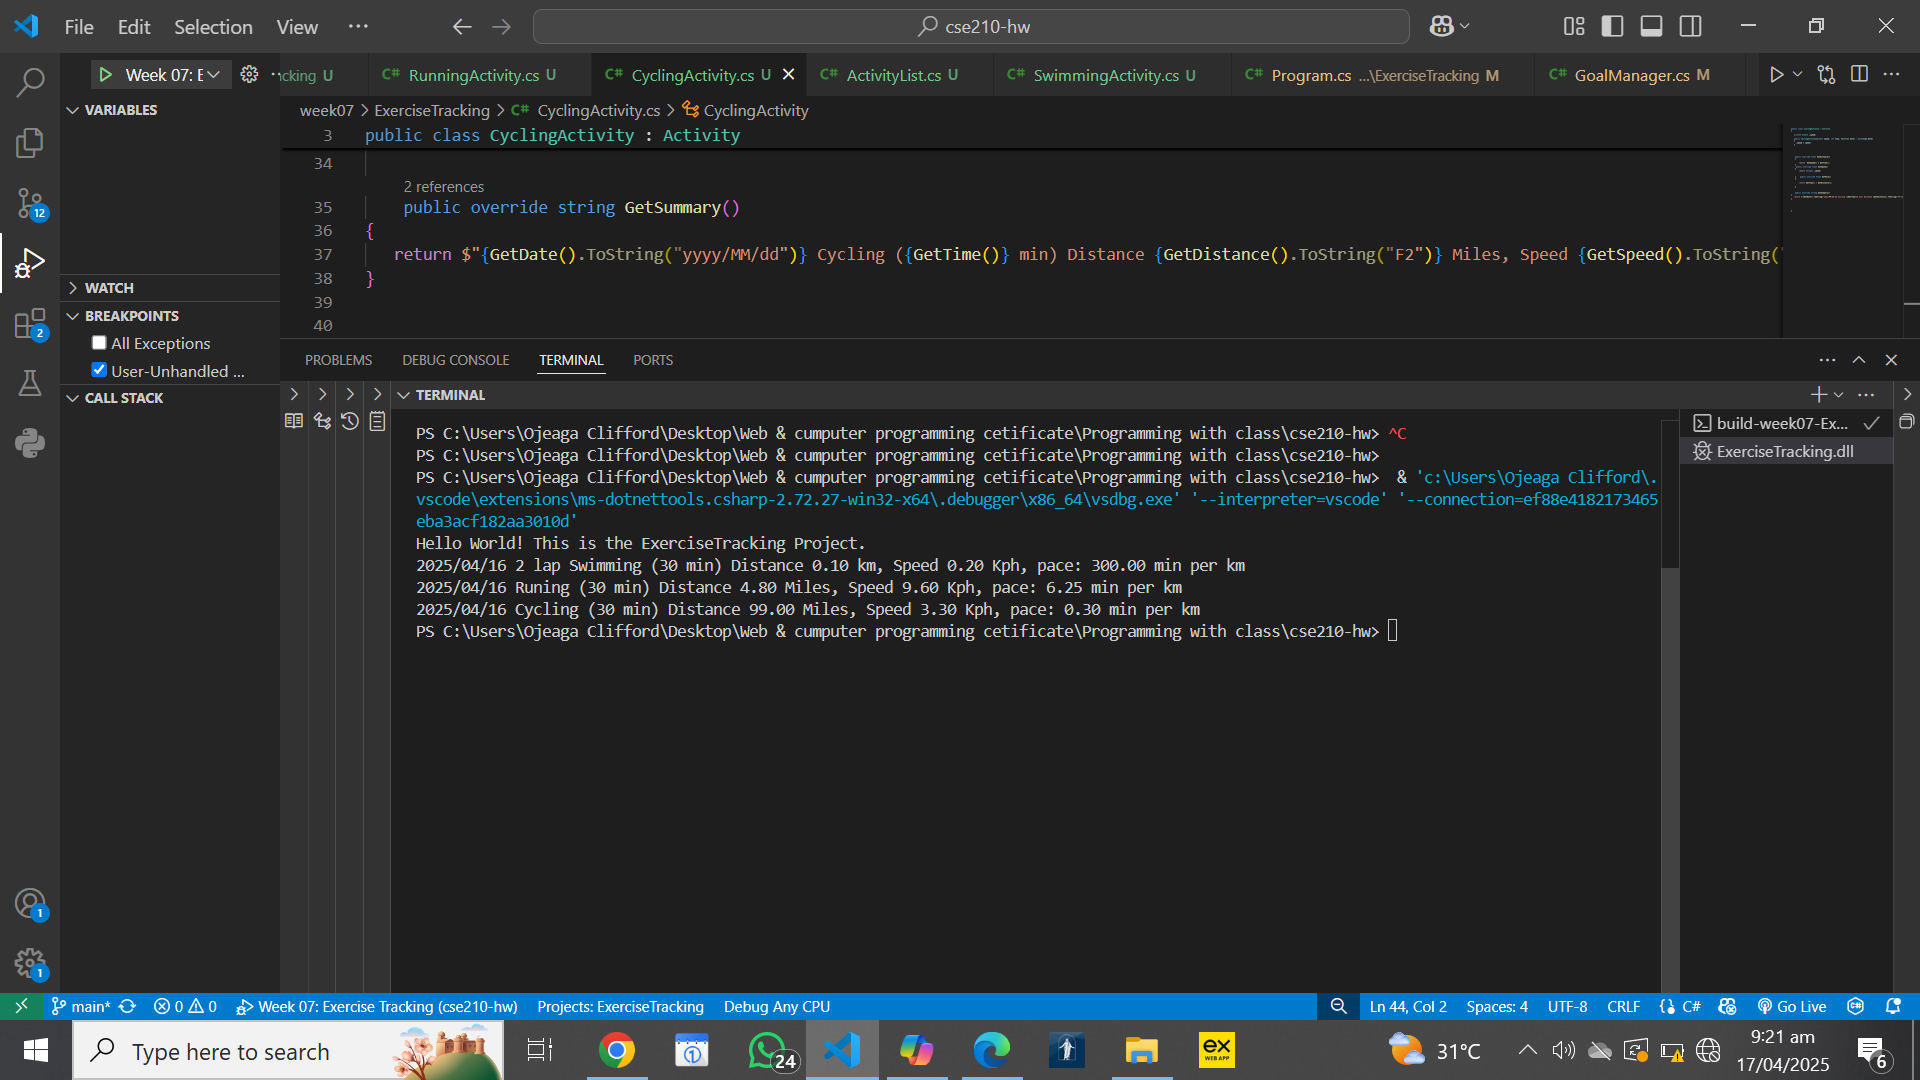 File Edit Selection View ···
cse210-hw
Week 07: E
cking U
RunningActivity.cs U
CyclingActivity.cs U
ActivityList.cs U
SwimmingActivity.cs U
Program.cs ...\ExerciseTracking M
GoalManager.cs M
VARIABLES
week07 > ExerciseTracking > CyclingActivity.cs > CyclingActivity
3 public class CyclingActivity : Activity
34
2 references
35 public override string GetSummary()
36 {
37 return $"{GetDate().ToString("yyyy/MM/dd")} Cycling ({GetTime()} min) Distance {GetDistance().ToString("F2")} Miles, Speed {GetSpeed().ToString("
38 }
39
40
WATCH
BREAKPOINTS
All Exceptions
User-Unhandled ...
CALL STACK
PROBLEMS DEBUG CONSOLE TERMINAL PORTS
TERMINAL
PS C:\Users\Ojeaga Clifford\Desktop\Web & cumputer programming cetificate\Programming with class\cse210-hw> ^C
PS C:\Users\Ojeaga Clifford\Desktop\Web & cumputer programming cetificate\Programming with class\cse210-hw>
PS C:\Users\Ojeaga Clifford\Desktop\Web & cumputer programming cetificate\Programming with class\cse210-hw> & 'c:\Users\Ojeaga Clifford\.
vscode\extensions\ms-dotnettools.csharp-2.72.27-win32-x64\.debugger\x86_64\vsdbg.exe' '--interpreter=vscode' '--connection=ef88e4182173465
eba3acf182aa3010d'
Hello World! This is the ExerciseTracking Project.
2025/04/16 2 lap Swimming (30 min) Distance 0.10 km, Speed 0.20 Kph, pace: 300.00 min per km
2025/04/16 Runing (30 min) Distance 4.80 Miles, Speed 9.60 Kph, pace: 6.25 min per km
2025/04/16 Cycling (30 min) Distance 99.00 Miles, Speed 3.30 Kph, pace: 0.30 min per km
PS C:\Users\Ojeaga Clifford\Desktop\Web & cumputer programming cetificate\Programming with class\cse210-hw>
build-week07-Ex...
ExerciseTracking.dll
12
2
1
1
main* 0 0 Week 07: Exercise Tracking (cse210-hw) Projects: ExerciseTracking Debug Any CPU
Ln 44, Col 2 Spaces: 4 UTF-8 CRLF {} C# Go Live
Type here to search
24
ex
WEB APP
31°C
9:21 am
17/04/2025
6